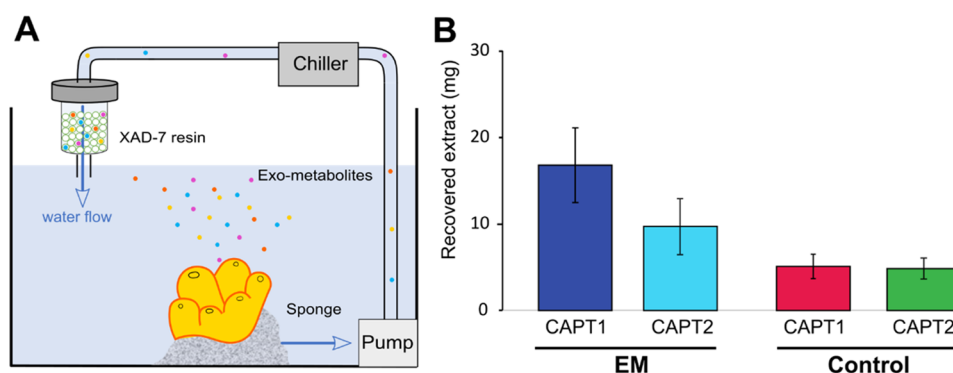 A
Chiller
XAD-7 resin
Exo-metabolites
water flow
Sponge
Pump
B
Recovered extract (mg)
30
20
10
0
CAPT1 CAPT2 CAPT1 CAPT2
EM Control